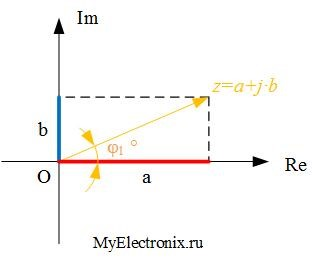 Im
z=a+j·b
b
φ1 °
O
a
Re
MyElectronix.ru